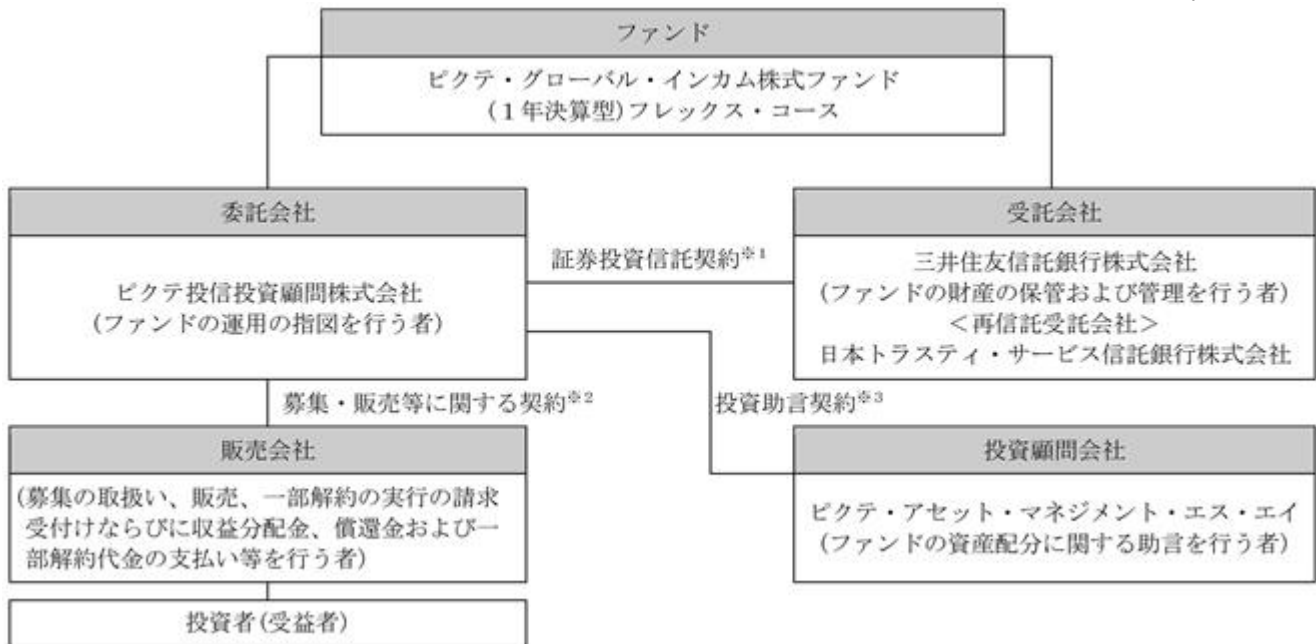 ファンド
ピクテ・グローバル・インカム株式ファンド
(1年決算型)フレックス・コース
委託会社
ピクテ投信投資顧問株式会社
(ファンドの運用の指図を行う者)
証券投資信託契約※1
受託会社
三井住友信託銀行株式会社
(ファンドの財産の保管および管理を行う者)
<再信託受託会社>
日本トラスティ・サービス信託銀行株式会社
募集・販売等に関する契約※2
投資助言契約※3
販売会社
(募集の取扱い、販売、一部解約の実行の請求
受付けならびに収益分配金、償還金および一
部解約代金の支払い等を行う者)
投資顧問会社
ピクテ・アセット・マネジメント・エス・エイ
(ファンドの資産配分に関する助言を行う者)
投資者(受益者)